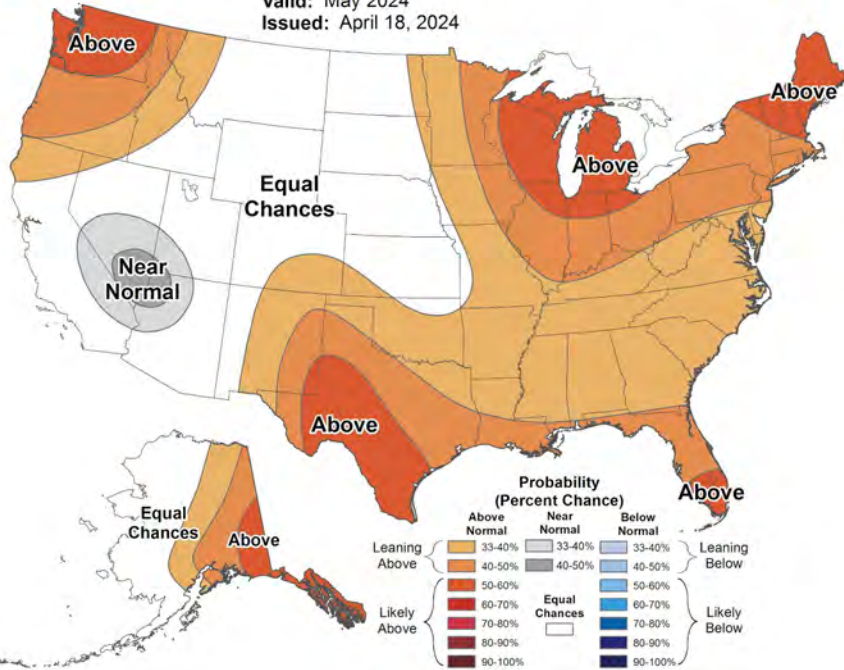 Valid: May 2024
Issued: April 18, 2024
Above
Above
Above
Equal
Chances
Near
Normal
Above
Above
Equal
Chances
Above
Probability
(Percent Chance)
Above
Normal
Near
Normal
Below
Normal
Leaning
Above
33-40%
33-40%
33-40%
Leaning
Below
40-50%
40-50%
40-50%
50-60%
50-60%
Likely
Above
60-70%
Equal
Chances
60-70%
Likely
Below
70-80%
70-80%
80-90%
80-90%
90-100%
90-100%